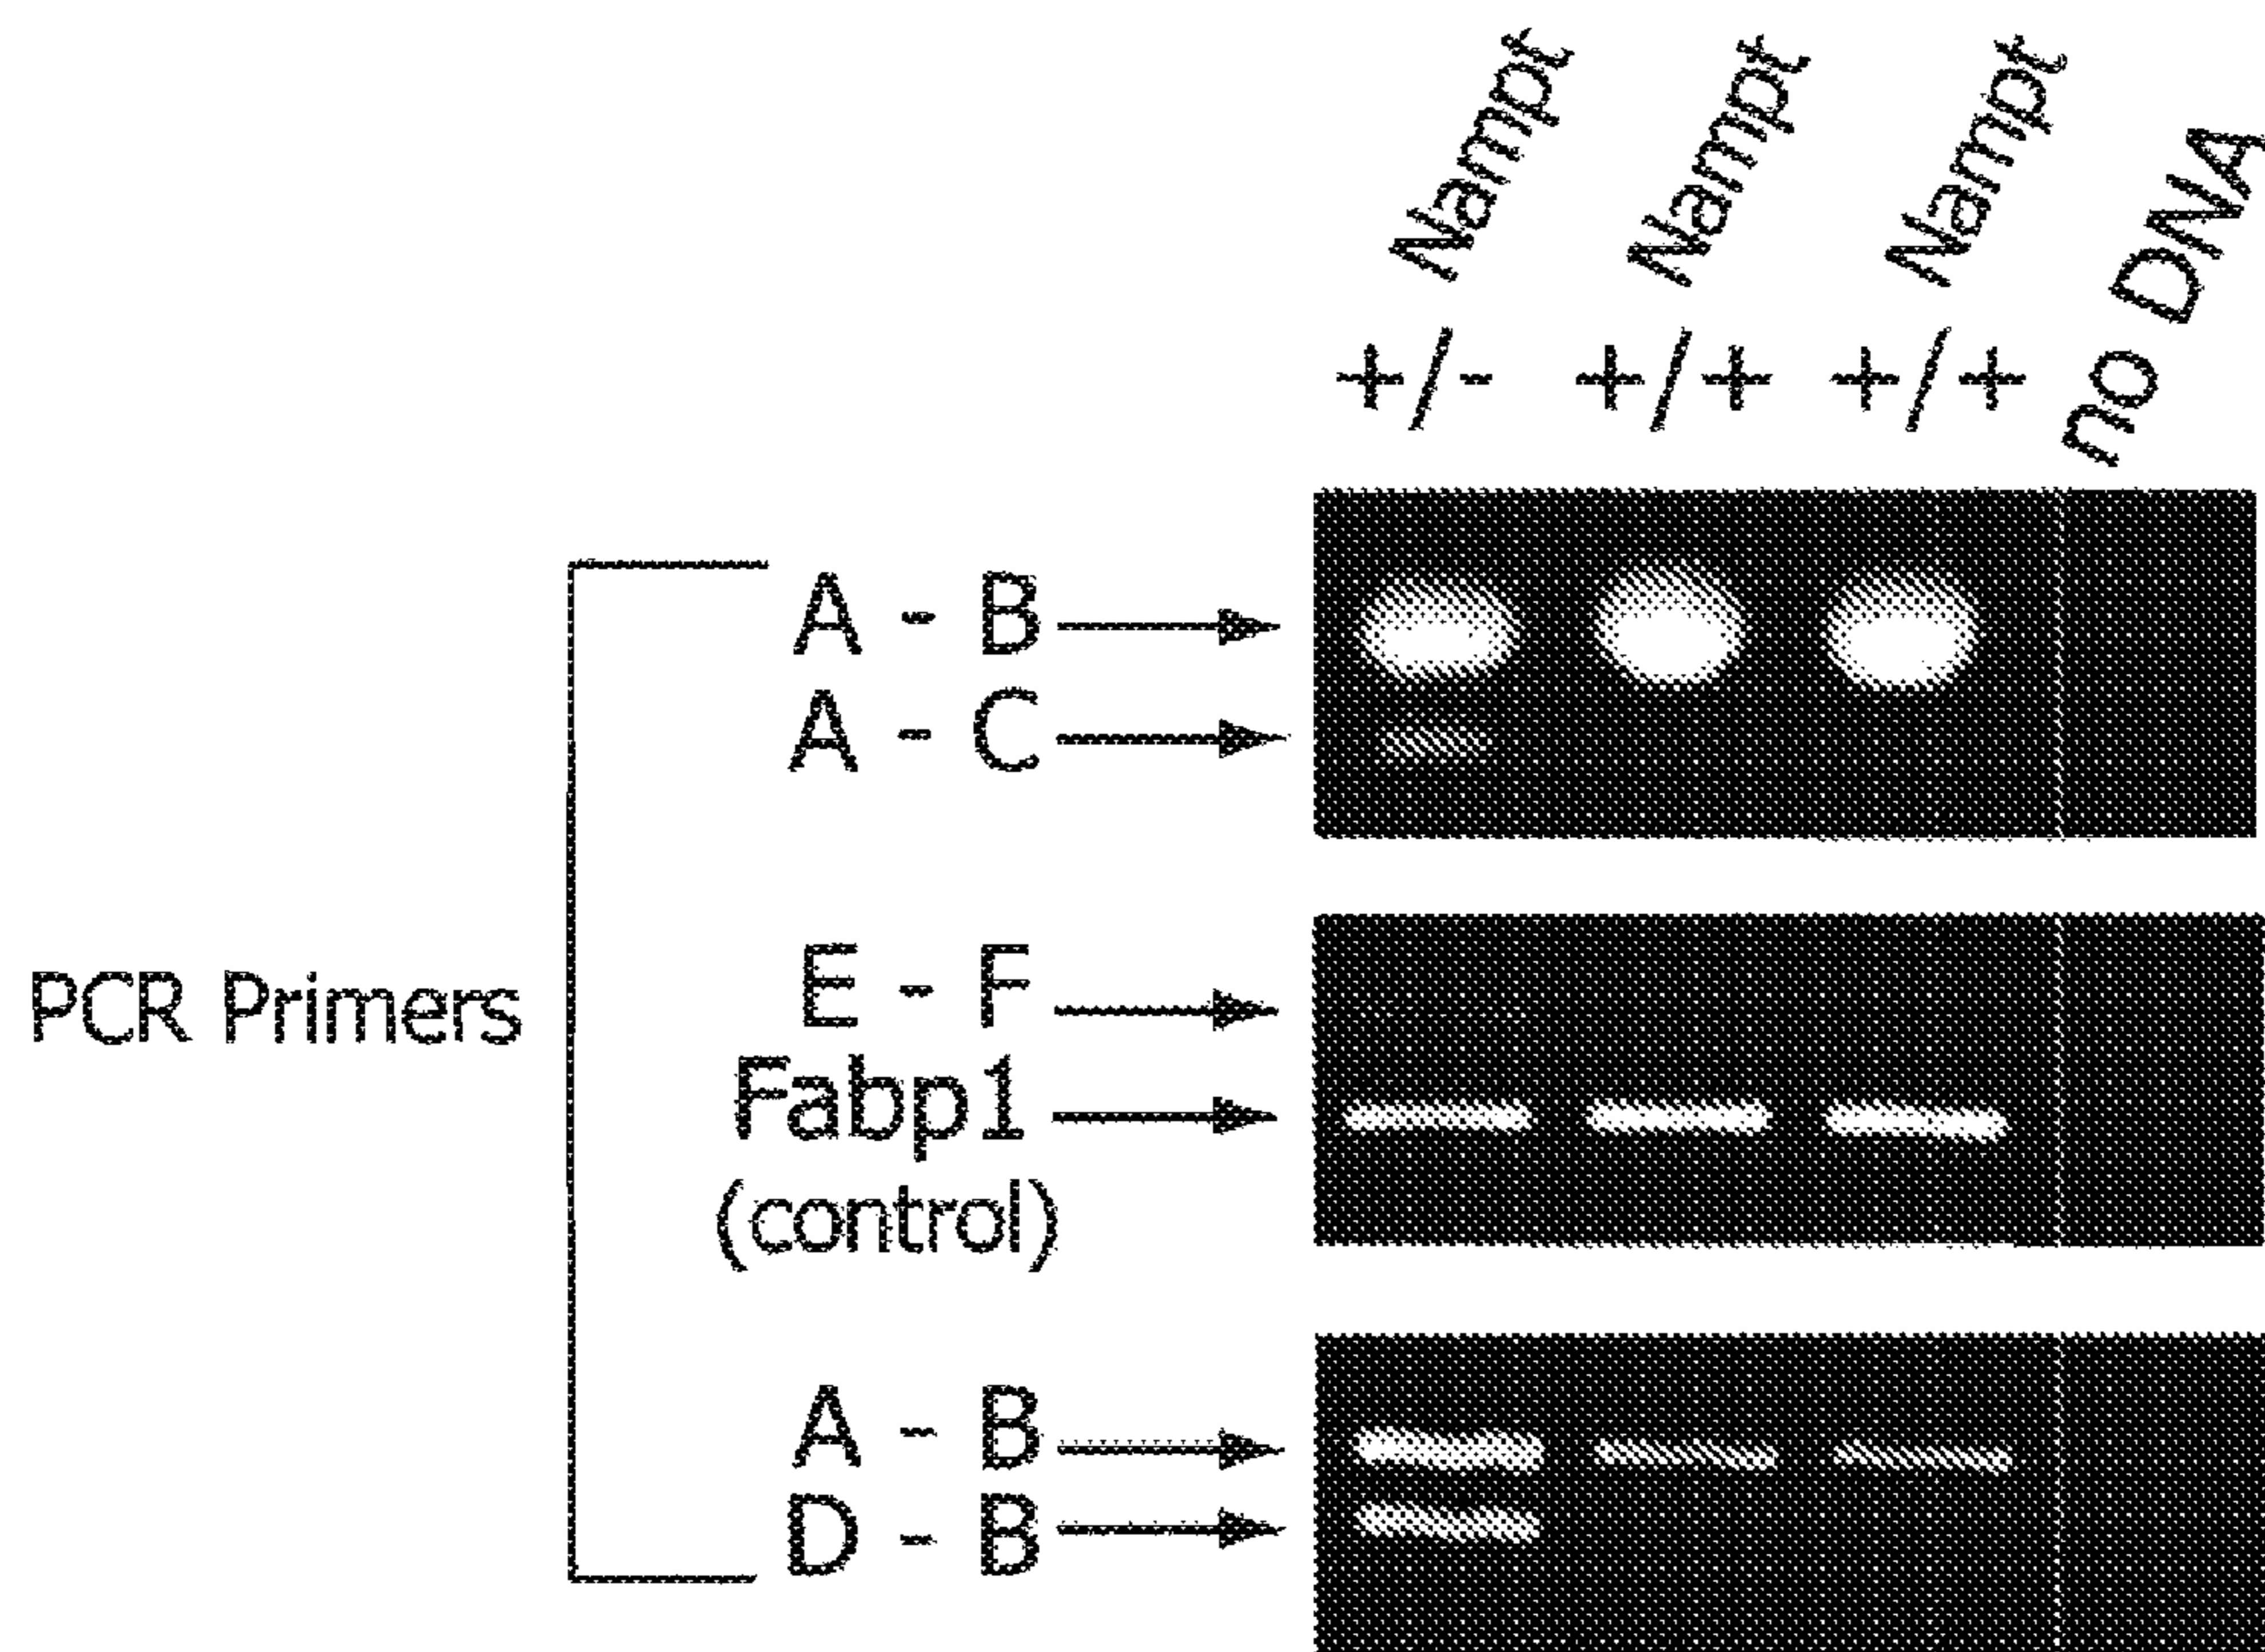 Nampt Nampt Nampt no DNA
+/- +/+ +/+
A - B
A - C
E - F
PCR Primers
Fabp1
(control)
A - B
D - B